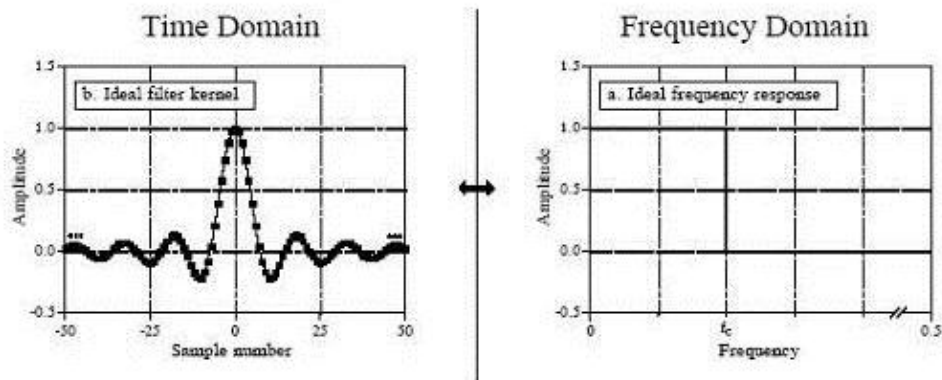 Time Domain
1.5
1.0
0.5
0.0
-0.5
Amplitude
b. Ideal filter kernel
-50
-25
0
25
50
Sample number
Frequency Domain
1.5
1.0
0.5
0.0
-0.5
Amplitude
a. Ideal frequency response
0
fc
0.5
Frequency